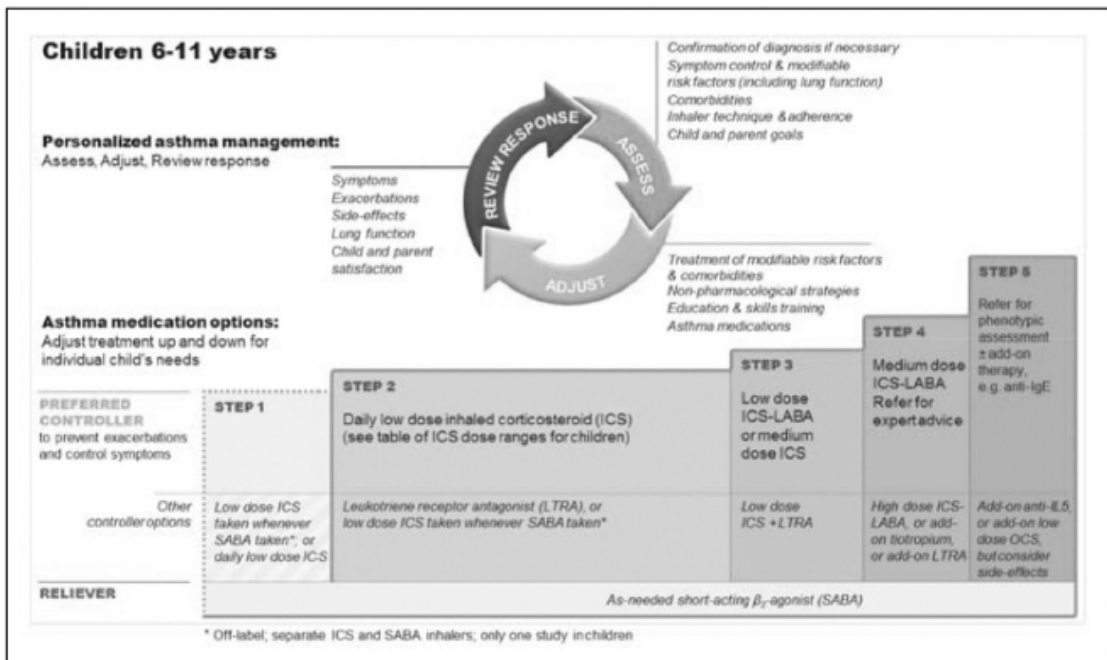 Children 6-11 years
Confirmation of diagnosis if necessary
Symptom control & modifiable
risk factors (including lung function)
Comorbidities
Inhaler technique & adherence
Child and parent goals
Personalized asthma management:
Assess, Adjust, Review response
Symptoms
Exacerbations
Side-effects
Lung function
Child and parent
satisfaction
REVIEW RESPONSE
ASSESS
ADJUST
Treatment of modifiable risk factors
& comorbidities
Non-pharmacological strategies
Education & skills training
Asthma medications
Asthma medication options:
Adjust treatment up and down for
individual child's needs
PREFERRED
CONTROLLER
to prevent exacerbations
and control symptoms
STEP 1
STEP 2
Daily low dose inhaled corticosteroid (ICS)
(see table of ICS dose ranges for children)
STEP 3
Low dose
ICS-LABA
or medium
dose ICS
STEP 4
Medium dose
ICS-LABA
Refer for
expert advice
STEP 5
Refer for
phenotypic
assessment
± add-on
therapy,
e.g. anti-IgE
Other
controller options
Low dose ICS
taken whenever
SABA taken*; or
daily low dose ICS
Leukotriene receptor antagonist (LTRA), or
low dose ICS taken whenever SABA taken*
Low dose
ICS +LTRA
High dose ICS-
LABA, or add-
on tiotropium,
or add-on LTRA
Add-on anti-IL5,
or add-on low
dose OCS,
but consider
side-effects
RELIEVER
As-needed short-acting β₂-agonist (SABA)
* Off-label; separate ICS and SABA inhalers; only one study in children